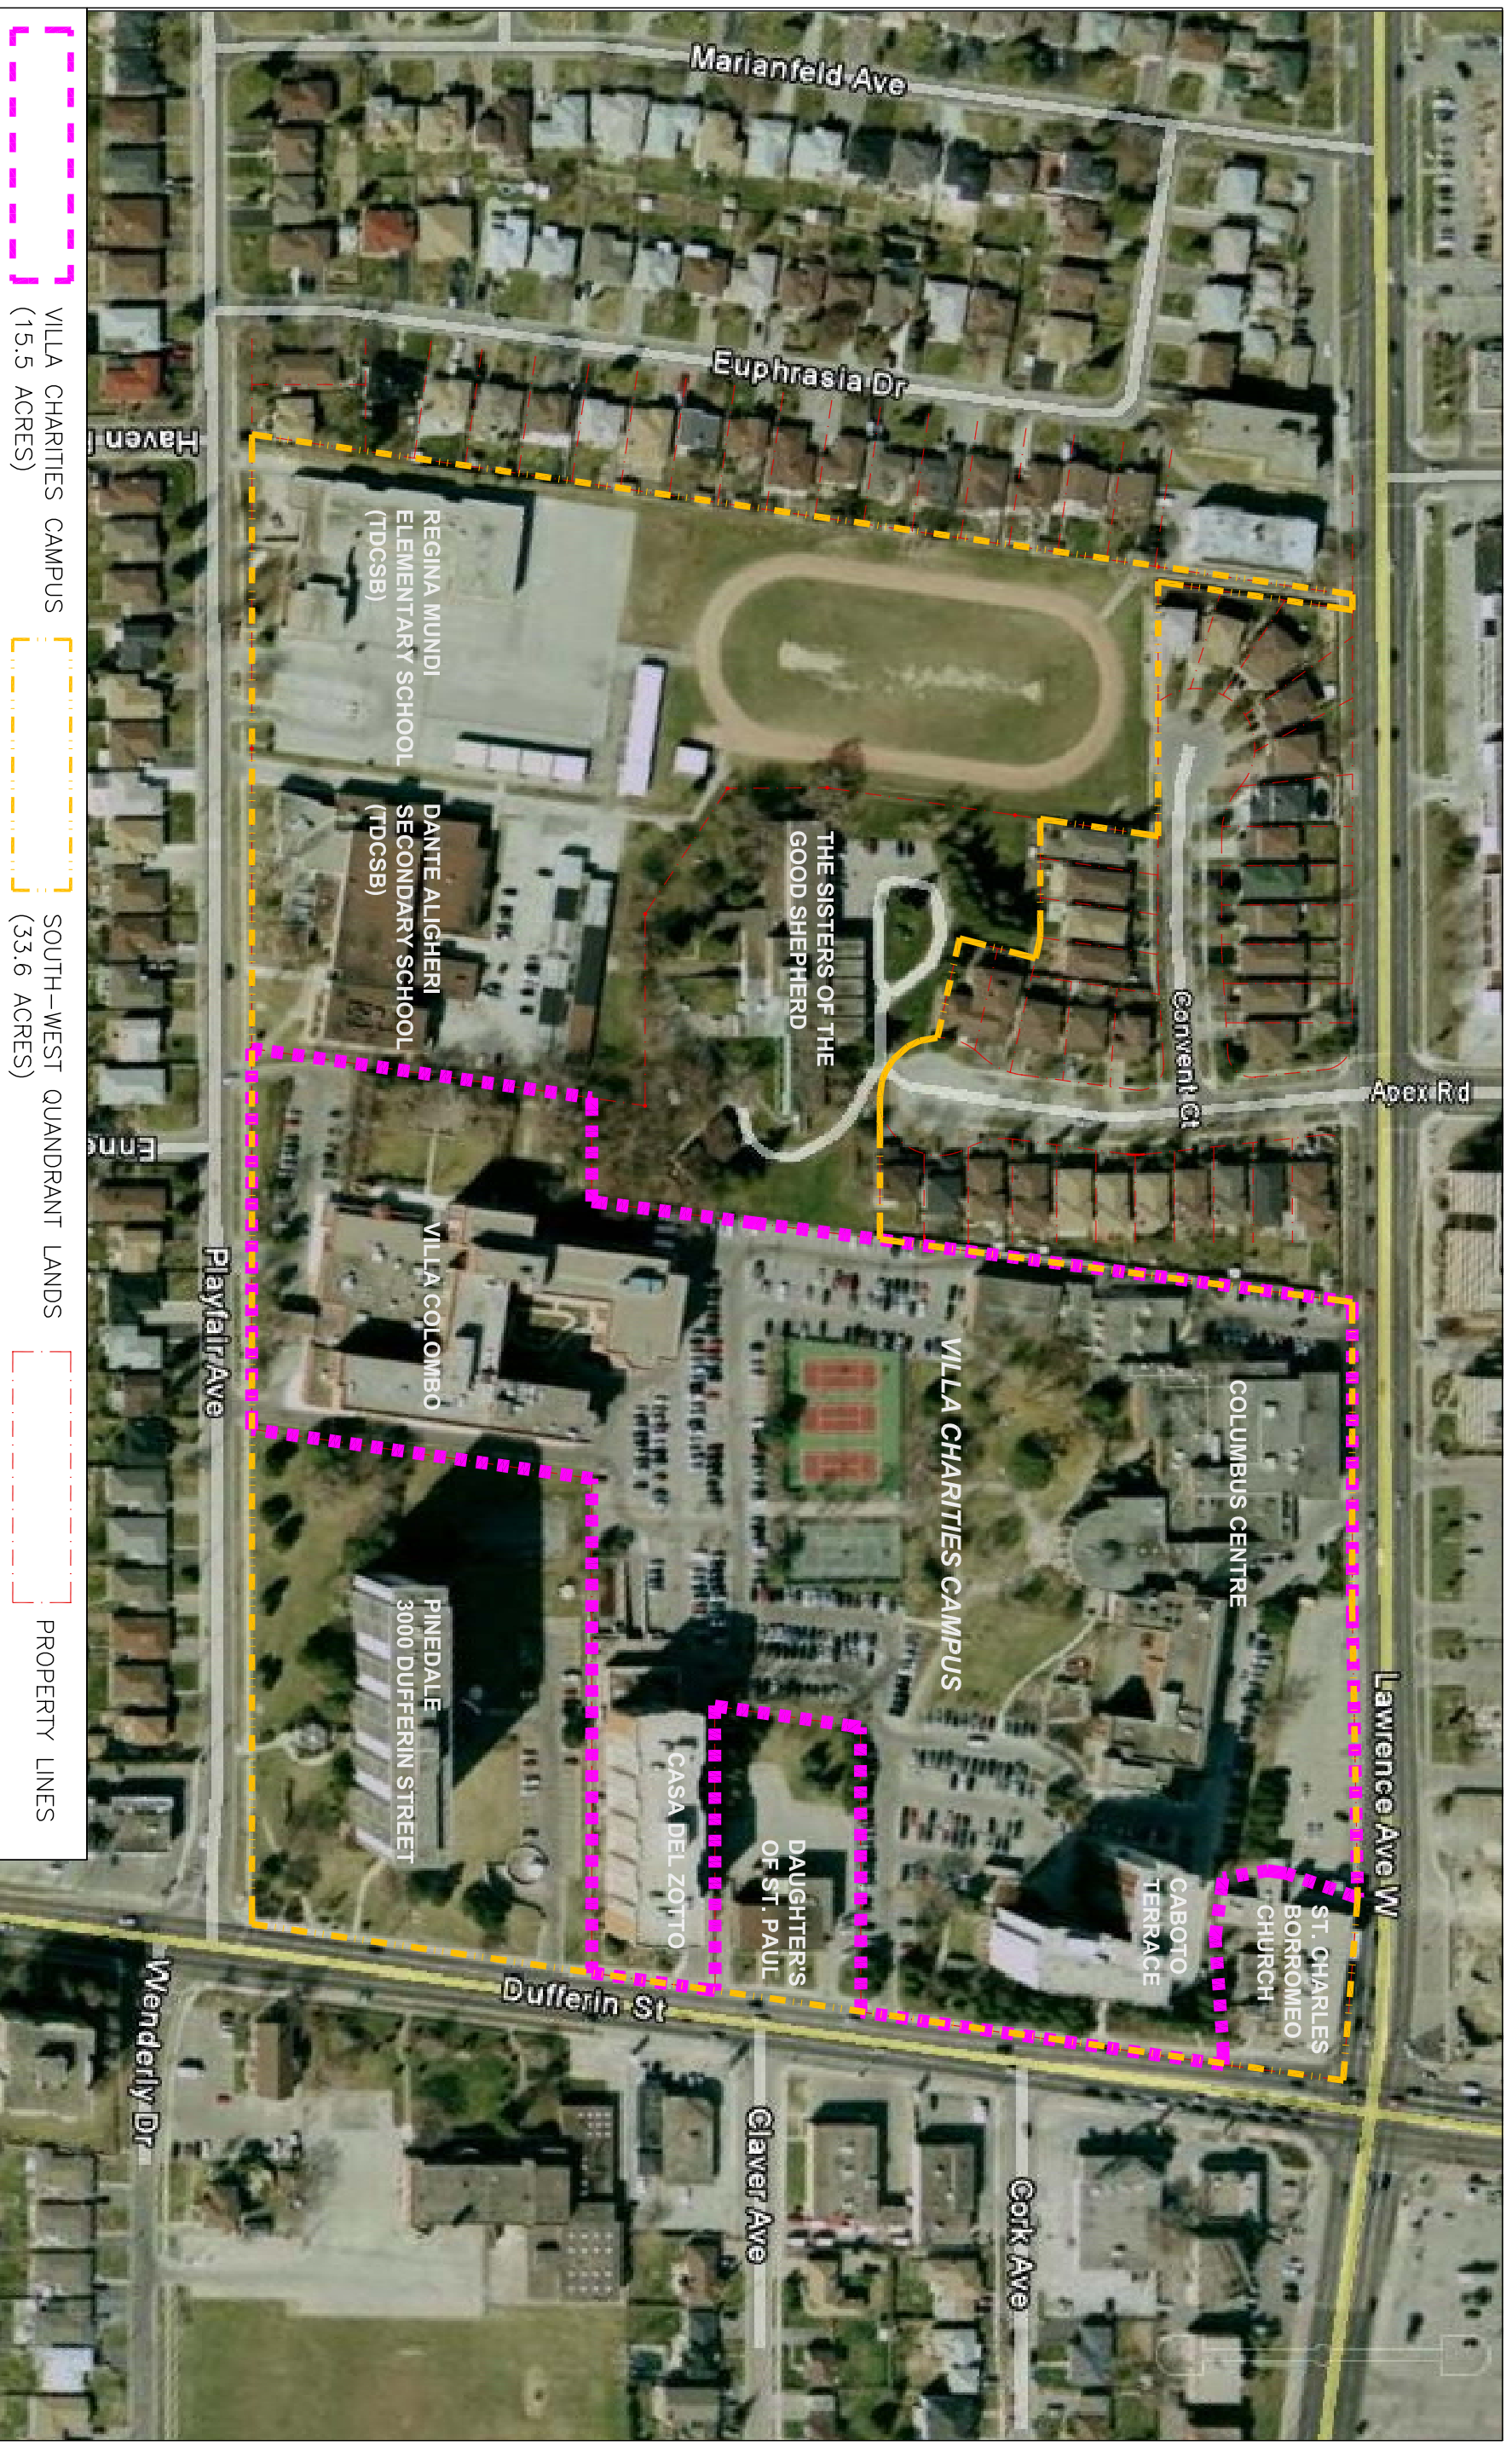 Marianfeld Ave
Euphrasia Dr
Lawrence Ave W
Apex Rd
Convent Ct
COLUMBUS CENTRE
ST. CHARLES
BORROMEO
CHURCH
CABOTO
TERRACE
VILLA CHARITIES CAMPUS
Cork Ave
THE SISTERS OF THE
GOOD SHEPHERD
DAUGHTER'S
OF ST. PAUL
Claver Ave
CASA DEL ZOTTO
Dufferin St
REGINA MUNDI
ELEMENTARY SCHOOL
(TDCSB)
DANTE ALIGHERI
SECONDARY SCHOOL
(TDCSB)
VILLA COLOMBO
PINEDALE
3000 DUFFERIN STREET
Playfair Ave
Wenderly Dr
Haven
Enne
VILLA CHARITIES CAMPUS
(15.5 ACRES)
SOUTH-WEST QUANDRANT LANDS
(33.6 ACRES)
PROPERTY LINES